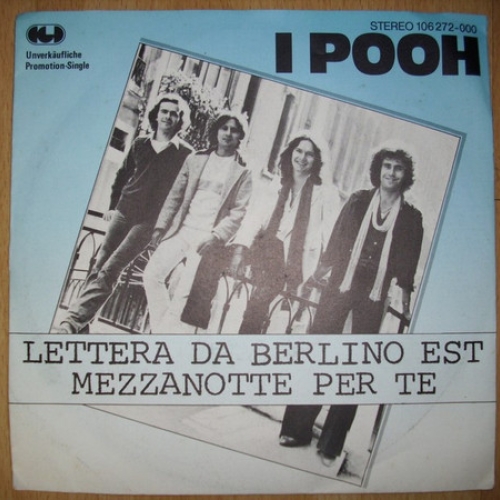 STEREO 106 272-000
Unverkäufliche
Promotion-Single
I POOH
LETTERA DA BERLINO EST
MEZZANOTTE PER TE